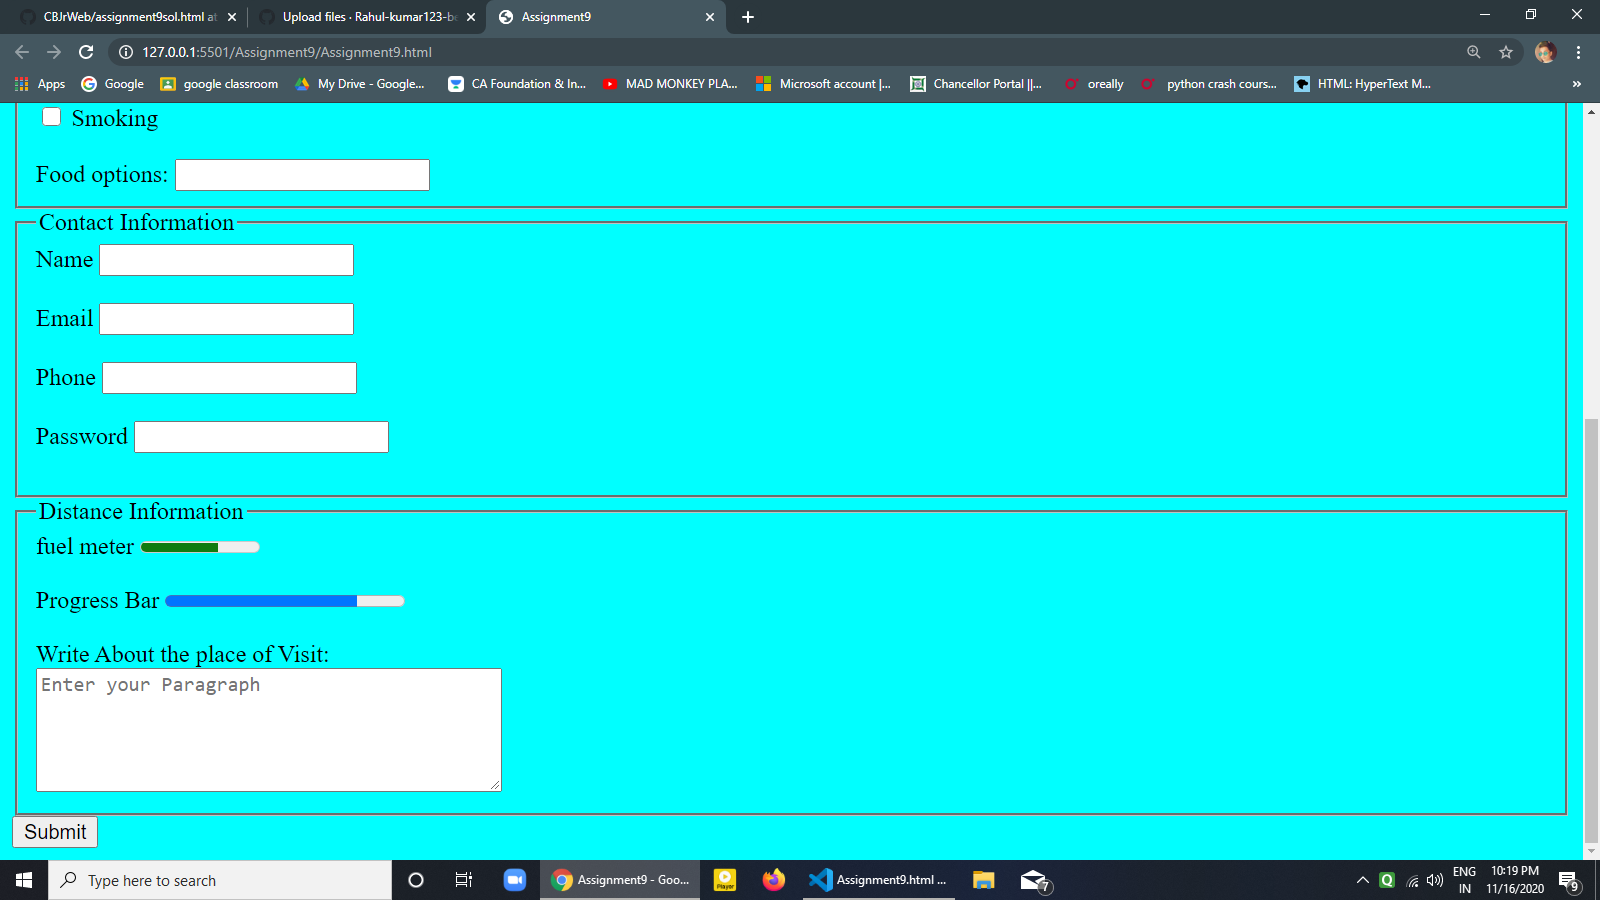 CBJrWeb/assignment9sol.html at
Upload files · Rahul-kumar123-be
Assignment9
127.0.0.1:5501/Assignment9/Assignment9.html
Apps
Google
google classroom
My Drive - Google...
CA Foundation & In...
MAD MONKEY PLA...
Microsoft account |...
Chancellor Portal ||...
oreally
python crash cours...
HTML: HyperText M...
»
Smoking
Food options:
Contact Information
Name
Email
Phone
Password
Distance Information
fuel meter
Progress Bar
Write About the place of Visit:
Enter your Paragraph
Submit
Type here to search
Assignment9 - Goo...
Player
Assignment9.html ...
7
Q
ENG
IN
10:19 PM
11/16/2020
9